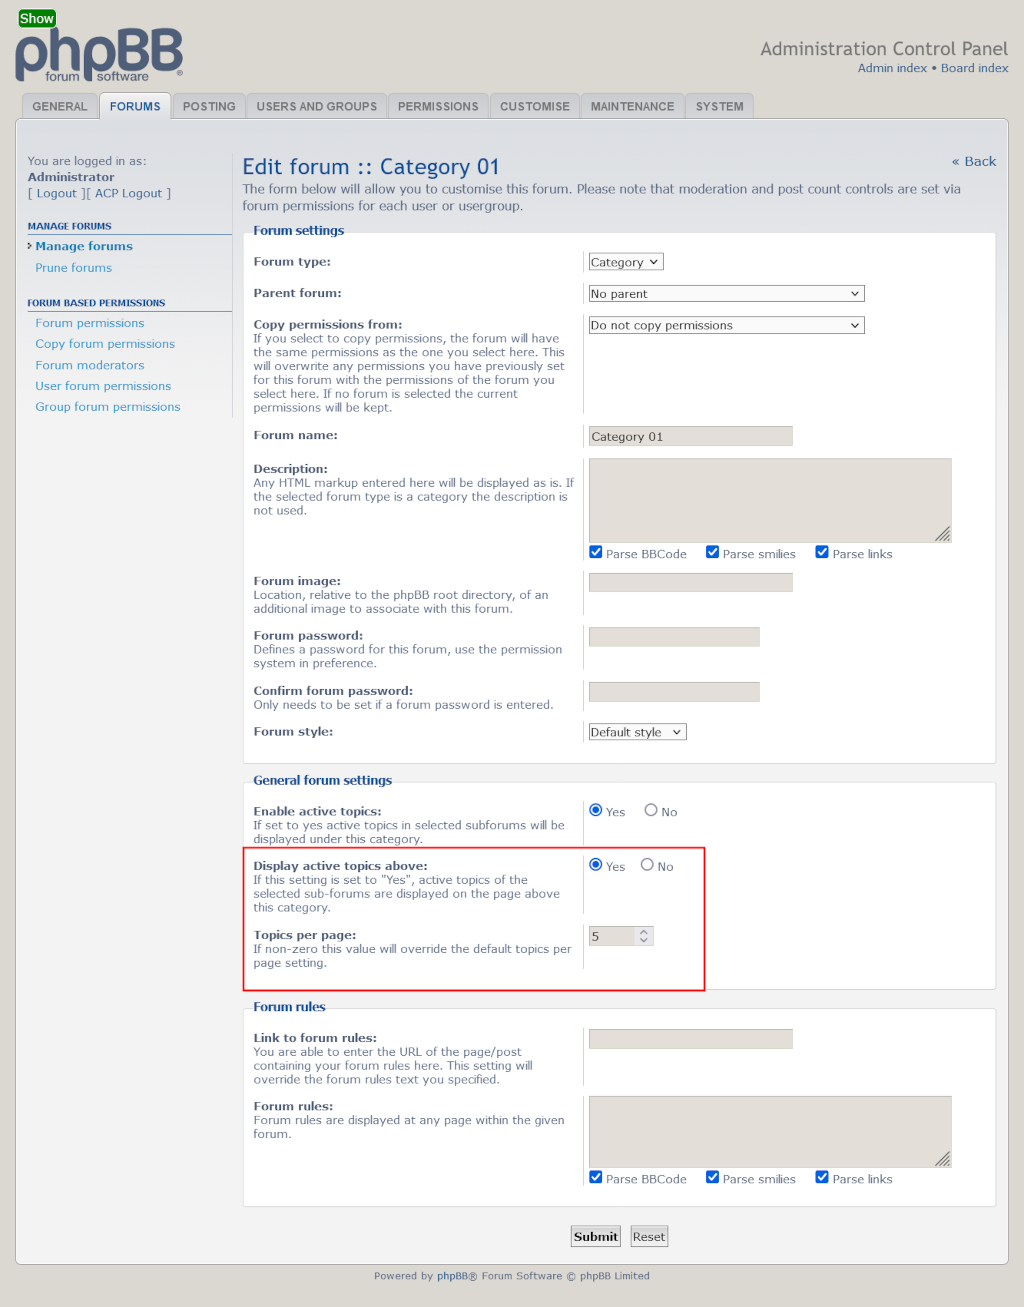 Show
phpBB
forum software®
Administration Control Panel
Admin index • Board index
GENERAL FORUMS POSTING USERS AND GROUPS PERMISSIONS CUSTOMISE MAINTENANCE SYSTEM
You are logged in as:
Administrator
[ Logout ][ ACP Logout ]
MANAGE FORUMS
Manage forums
Prune forums
FORUM BASED PERMISSIONS
Forum permissions
Copy forum permissions
Forum moderators
User forum permissions
Group forum permissions
« Back
Edit forum :: Category 01
The form below will allow you to customise this forum. Please note that moderation and post count controls are set via
forum permissions for each user or usergroup.
Forum settings
Forum type:
Category
Parent forum:
No parent
Copy permissions from:
If you select to copy permissions, the forum will have
the same permissions as the one you select here. This
will overwrite any permissions you have previously set
for this forum with the permissions of the forum you
select here. If no forum is selected the current
permissions will be kept.
Do not copy permissions
Forum name:
Category 01
Description:
Any HTML markup entered here will be displayed as is. If
the selected forum type is a category the description is
not used.
Parse BBCode Parse smilies Parse links
Forum image:
Location, relative to the phpBB root directory, of an
additional image to associate with this forum.
Forum password:
Defines a password for this forum, use the permission
system in preference.
Confirm forum password:
Only needs to be set if a forum password is entered.
Forum style:
Default style
General forum settings
Enable active topics:
If set to yes active topics in selected subforums will be
displayed under this category.
Yes No
Display active topics above:
If this setting is set to "Yes", active topics of the
selected sub-forums are displayed on the page above
this category.
Yes No
Topics per page:
If non-zero this value will override the default topics per
page setting.
5
Forum rules
Link to forum rules:
You are able to enter the URL of the page/post
containing your forum rules here. This setting will
override the forum rules text you specified.
Forum rules:
Forum rules are displayed at any page within the given
forum.
Parse BBCode Parse smilies Parse links
Submit Reset
Powered by phpBB® Forum Software © phpBB Limited